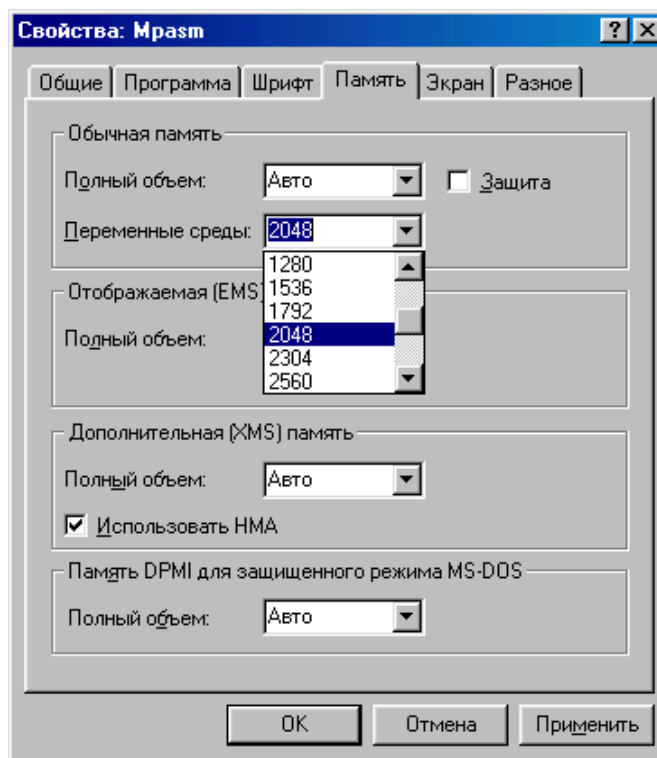 Свойства: Mpasm
Общие Программа Шрифт Память Экран Разное
Обычная память
Полный объем: Авто Защита
Переменные среды: 2048
1280
Отображаемая (EMS) 1536
1792
Полный объем: 2048
2304
2560
Дополнительная (XMS) память
Полный объем: Авто
Использовать HMA
Память DPMI для защищенного режима MS-DOS
Полный объем: Авто
OK Отмена Применить